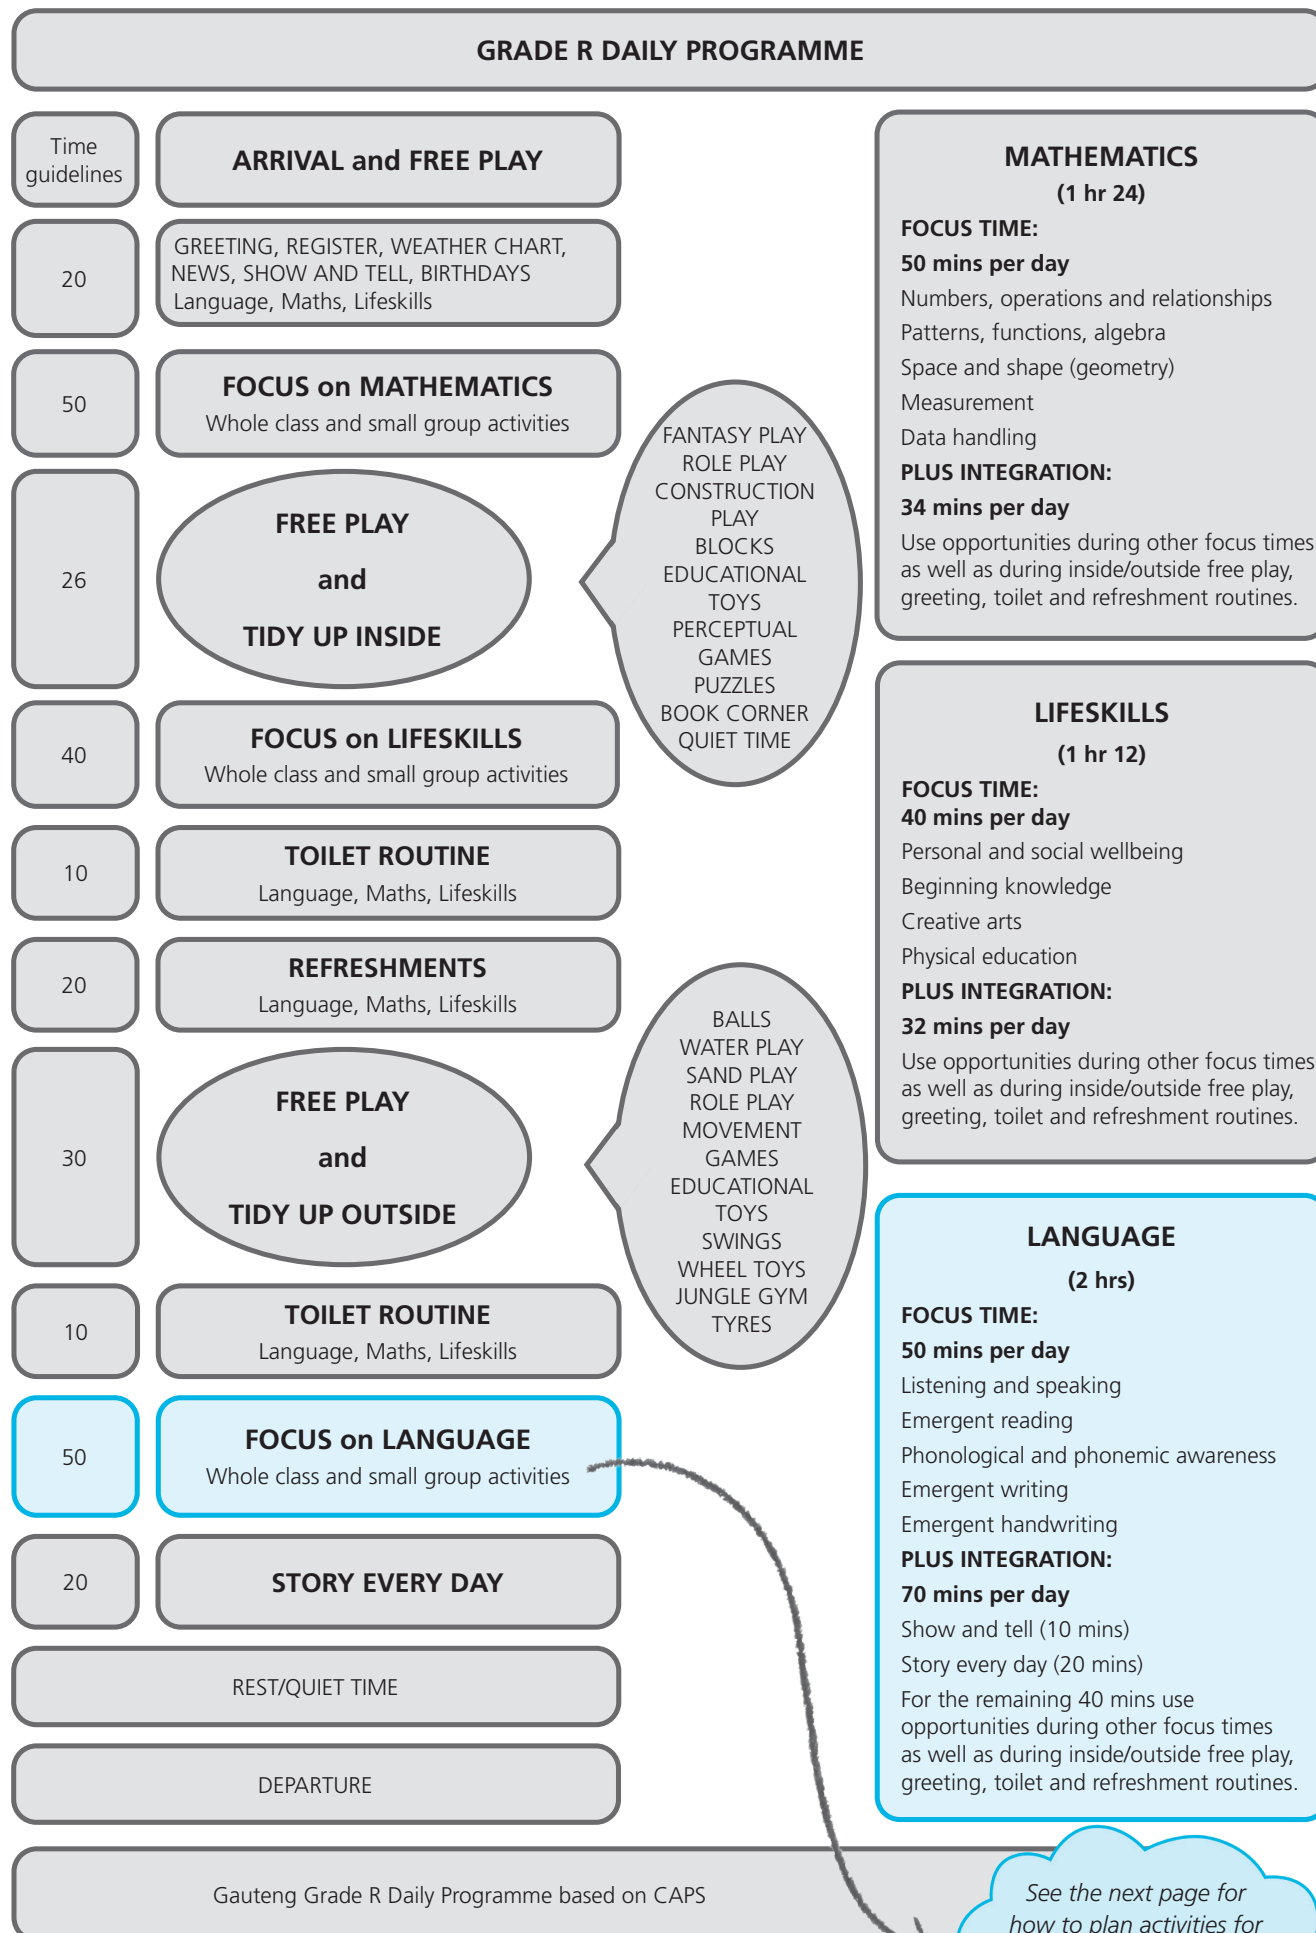 GRADE R DAILY PROGRAMME
Time
guidelines
ARRIVAL and FREE PLAY
20
GREETING, REGISTER, WEATHER CHART,
NEWS, SHOW AND TELL, BIRTHDAYS
Language, Maths, Lifeskills
50
FOCUS on MATHEMATICS
Whole class and small group activities
26
FREE PLAY
and
TIDY UP INSIDE
FANTASY PLAY
ROLE PLAY
CONSTRUCTION
PLAY
BLOCKS
EDUCATIONAL
TOYS
PERCEPTUAL
GAMES
PUZZLES
BOOK CORNER
QUIET TIME
40
FOCUS on LIFESKILLS
Whole class and small group activities
10
TOILET ROUTINE
Language, Maths, Lifeskills
20
REFRESHMENTS
Language, Maths, Lifeskills
30
FREE PLAY
and
TIDY UP OUTSIDE
BALLS
WATER PLAY
SAND PLAY
ROLE PLAY
MOVEMENT
GAMES
EDUCATIONAL
TOYS
SWINGS
WHEEL TOYS
JUNGLE GYM
TYRES
10
TOILET ROUTINE
Language, Maths, Lifeskills
50
FOCUS on LANGUAGE
Whole class and small group activities
20
STORY EVERY DAY
REST/QUIET TIME
DEPARTURE
MATHEMATICS
(1 hr 24)
FOCUS TIME:
50 mins per day
Numbers, operations and relationships
Patterns, functions, algebra
Space and shape (geometry)
Measurement
Data handling
PLUS INTEGRATION:
34 mins per day
Use opportunities during other focus times
as well as during inside/outside free play,
greeting, toilet and refreshment routines.
LIFESKILLS
(1 hr 12)
FOCUS TIME:
40 mins per day
Personal and social wellbeing
Beginning knowledge
Creative arts
Physical education
PLUS INTEGRATION:
32 mins per day
Use opportunities during other focus times
as well as during inside/outside free play,
greeting, toilet and refreshment routines.
LANGUAGE
(2 hrs)
FOCUS TIME:
50 mins per day
Listening and speaking
Emergent reading
Phonological and phonemic awareness
Emergent writing
Emergent handwriting
PLUS INTEGRATION:
70 mins per day
Show and tell (10 mins)
Story every day (20 mins)
For the remaining 40 mins use
opportunities during other focus times
as well as during inside/outside free play,
greeting, toilet and refreshment routines.
Gauteng Grade R Daily Programme based on CAPS
See the next page for
how to plan activities for